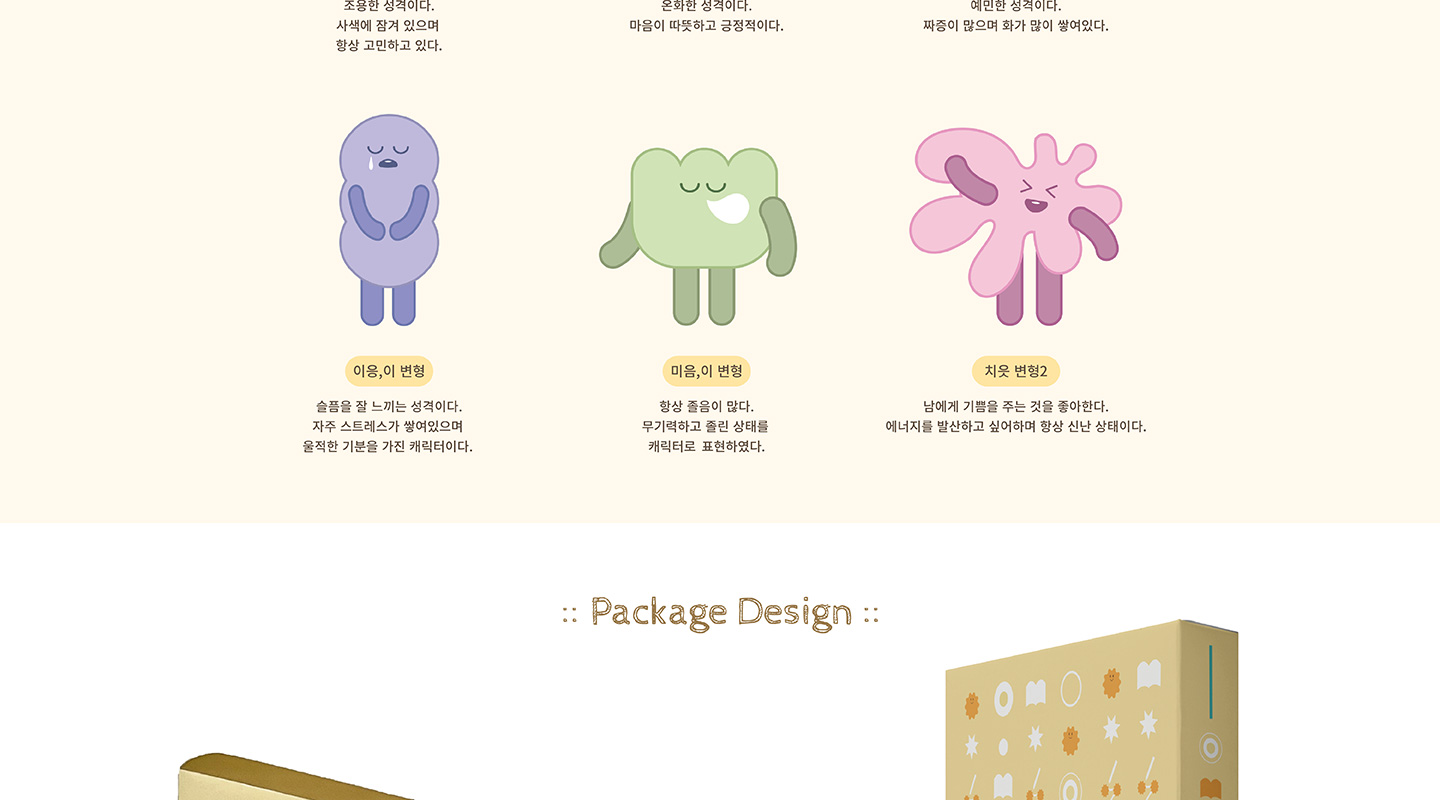 조용한 성격이다.
사색에 잠겨 있으며
항상 고민하고 있다.
온화한 성격이다.
마음이 따뜻하고 긍정적이다.
예민한 성격이다.
짜증이 많으며 화가 많이 쌓여있다.
이응,이 변형
슬픔을 잘 느끼는 성격이다.
자주 스트레스가 쌓여있으며
울적한 기분을 가진 캐릭터이다.
미음,이 변형
항상 졸음이 많다.
무기력하고 졸린 상태를
캐릭터로 표현하였다.
치읏 변형2
남에게 기쁨을 주는 것을 좋아한다.
에너지를 발산하고 싶어하며 항상 신난 상태이다.
:: Package Design ::